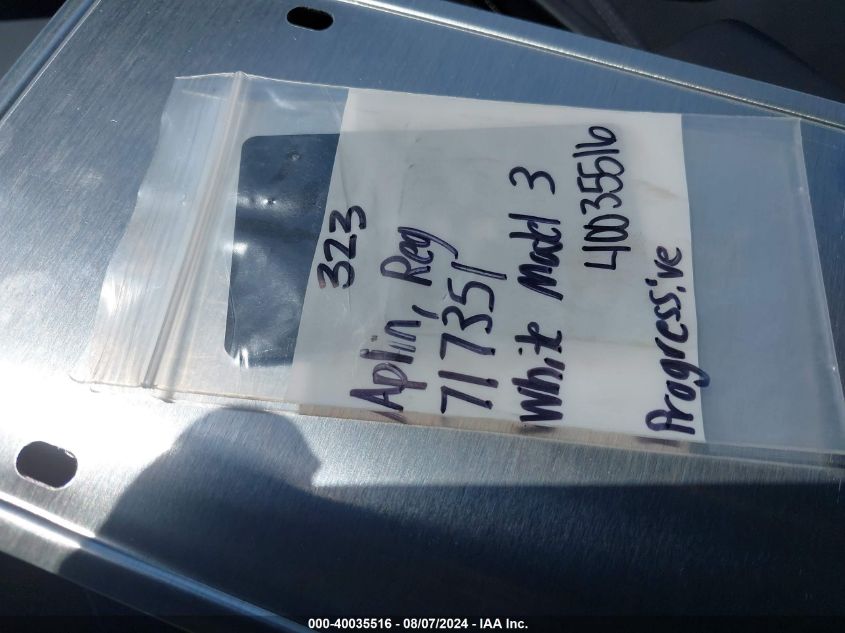 323
Aplin, Reg
717351
White Model 3
40035516
Progressive
000-40035516 - 08/07/2024 - IAA Inc.